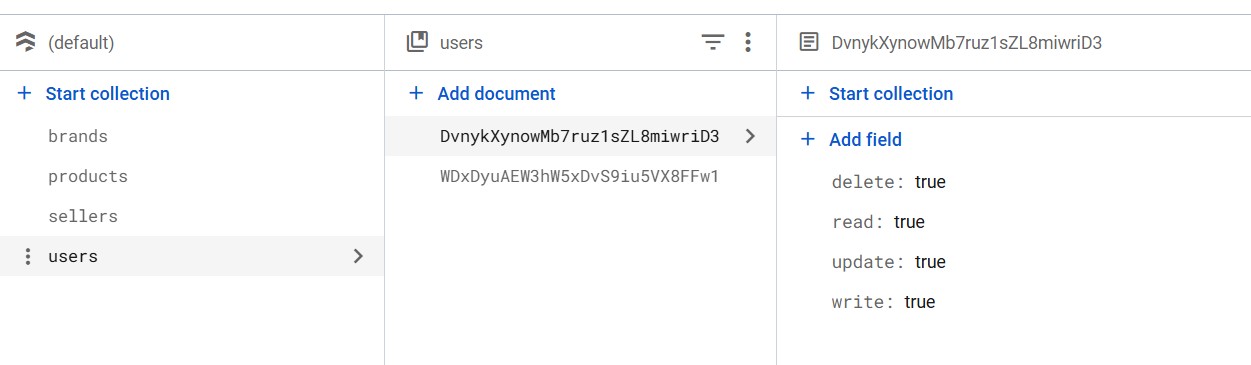 (default)
Start collection
brands
products
sellers
users
users
Add document
DvnykXynowMb7ruz1sZL8miwriD3
WDxDyuAEW3hW5xDvS9iu5VX8FFw1
DvnykXynowMb7ruz1sZL8miwriD3
Start collection
Add field
delete: true
read: true
update: true
write: true